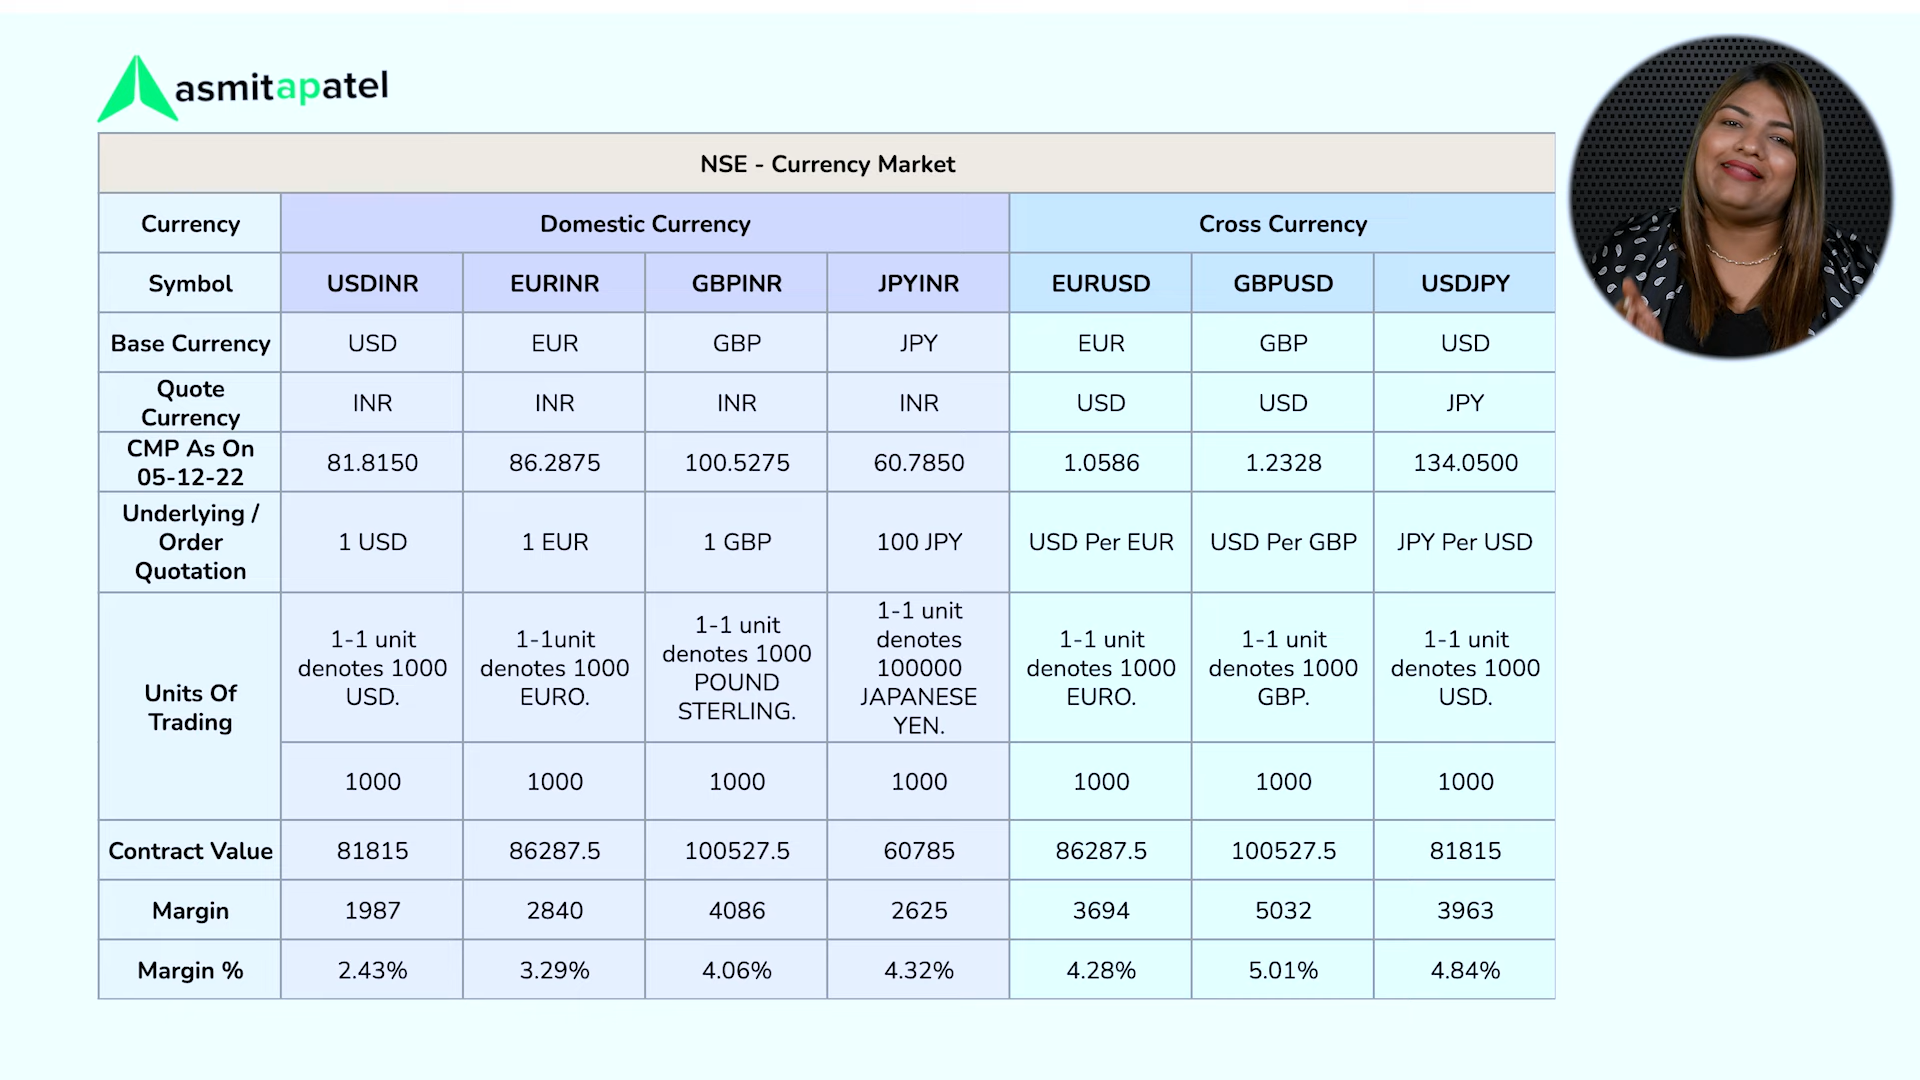 asmitapatel
NSE - Currency Market
Currency Domestic Currency Cross Currency
Symbol USDINR EURINR GBPINR JPYINR EURUSD GBPUSD USDJPY
Base Currency USD EUR GBP JPY EUR GBP USD
Quote
Currency
INR INR INR INR USD USD JPY
CMP As On
05-12-22
81.8150 86.2875 100.5275 60.7850 1.0586 1.2328 134.0500
Underlying /
Order
Quotation
1 USD 1 EUR 1 GBP 100 JPY USD Per EUR USD Per GBP JPY Per USD
Units Of
Trading
1-1 unit
denotes 1000
USD.
1-1unit
denotes 1000
EURO.
1-1 unit
denotes 1000
POUND
STERLING.
1-1 unit
denotes
100000
JAPANESE
YEN.
1-1 unit
denotes 1000
EURO.
1-1 unit
denotes 1000
GBP.
1-1 unit
denotes 1000
USD.
1000 1000 1000 1000 1000 1000 1000
Contract Value 81815 86287.5 100527.5 60785 86287.5 100527.5 81815
Margin 1987 2840 4086 2625 3694 5032 3963
Margin % 2.43% 3.29% 4.06% 4.32% 4.28% 5.01% 4.84%